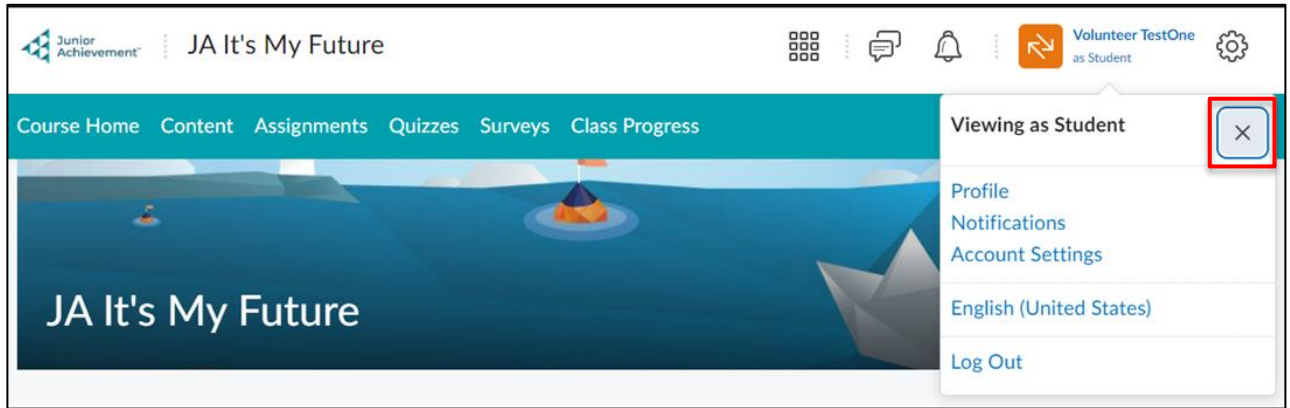 Junior
Achievement
JA It's My Future
Volunteer TestOne
as Student
Course Home Content Assignments Quizzes Surveys Class Progress
Viewing as Student
Profile
Notifications
Account Settings
JA It's My Future
English (United States)
Log Out